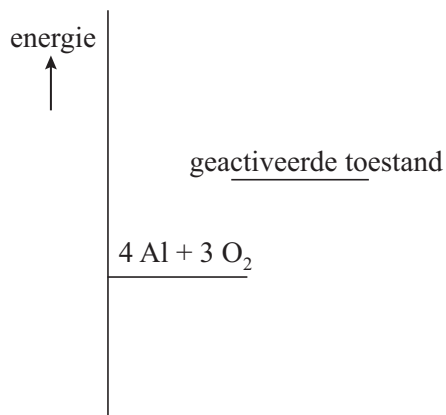 energie
geactiveerde toestand
4 Al + 3 O₂